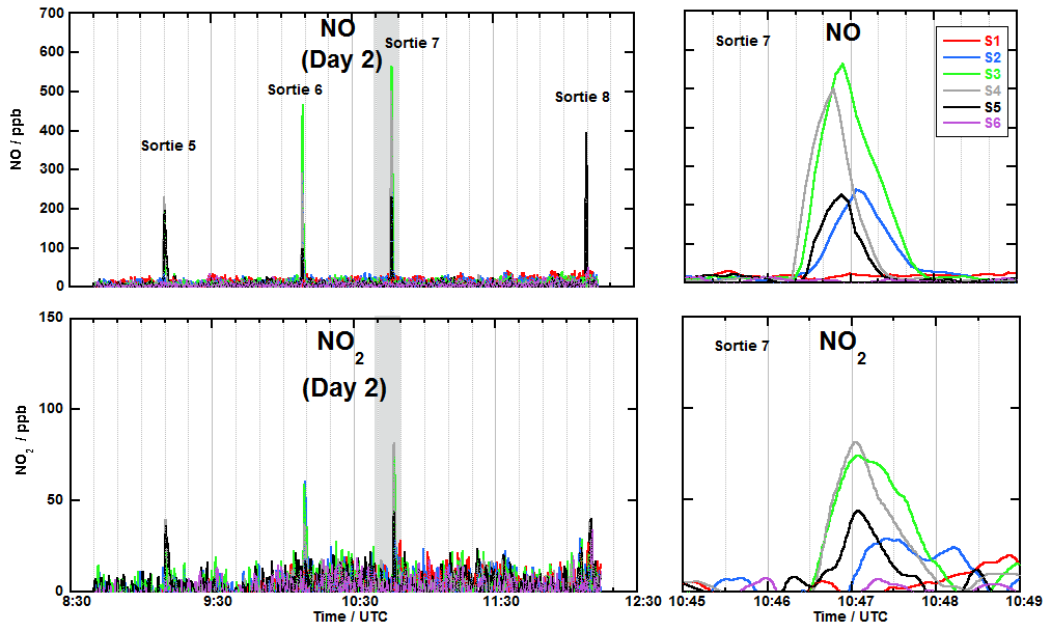 700
600
500
400
300
200
100
0
NO / ppb
NO
(Day 2)
Sortie 5
Sortie 6
Sortie 7
Sortie 8
Sortie 7
NO
S1
S2
S3
S4
S5
S6
150
100
50
0
NO2 / ppb
NO2
(Day 2)
8:30 9:30 10:30 11:30 12:30
Time / UTC
Sortie 7
NO2
10:45 10:46 10:47 10:48 10:49
Time / UTC